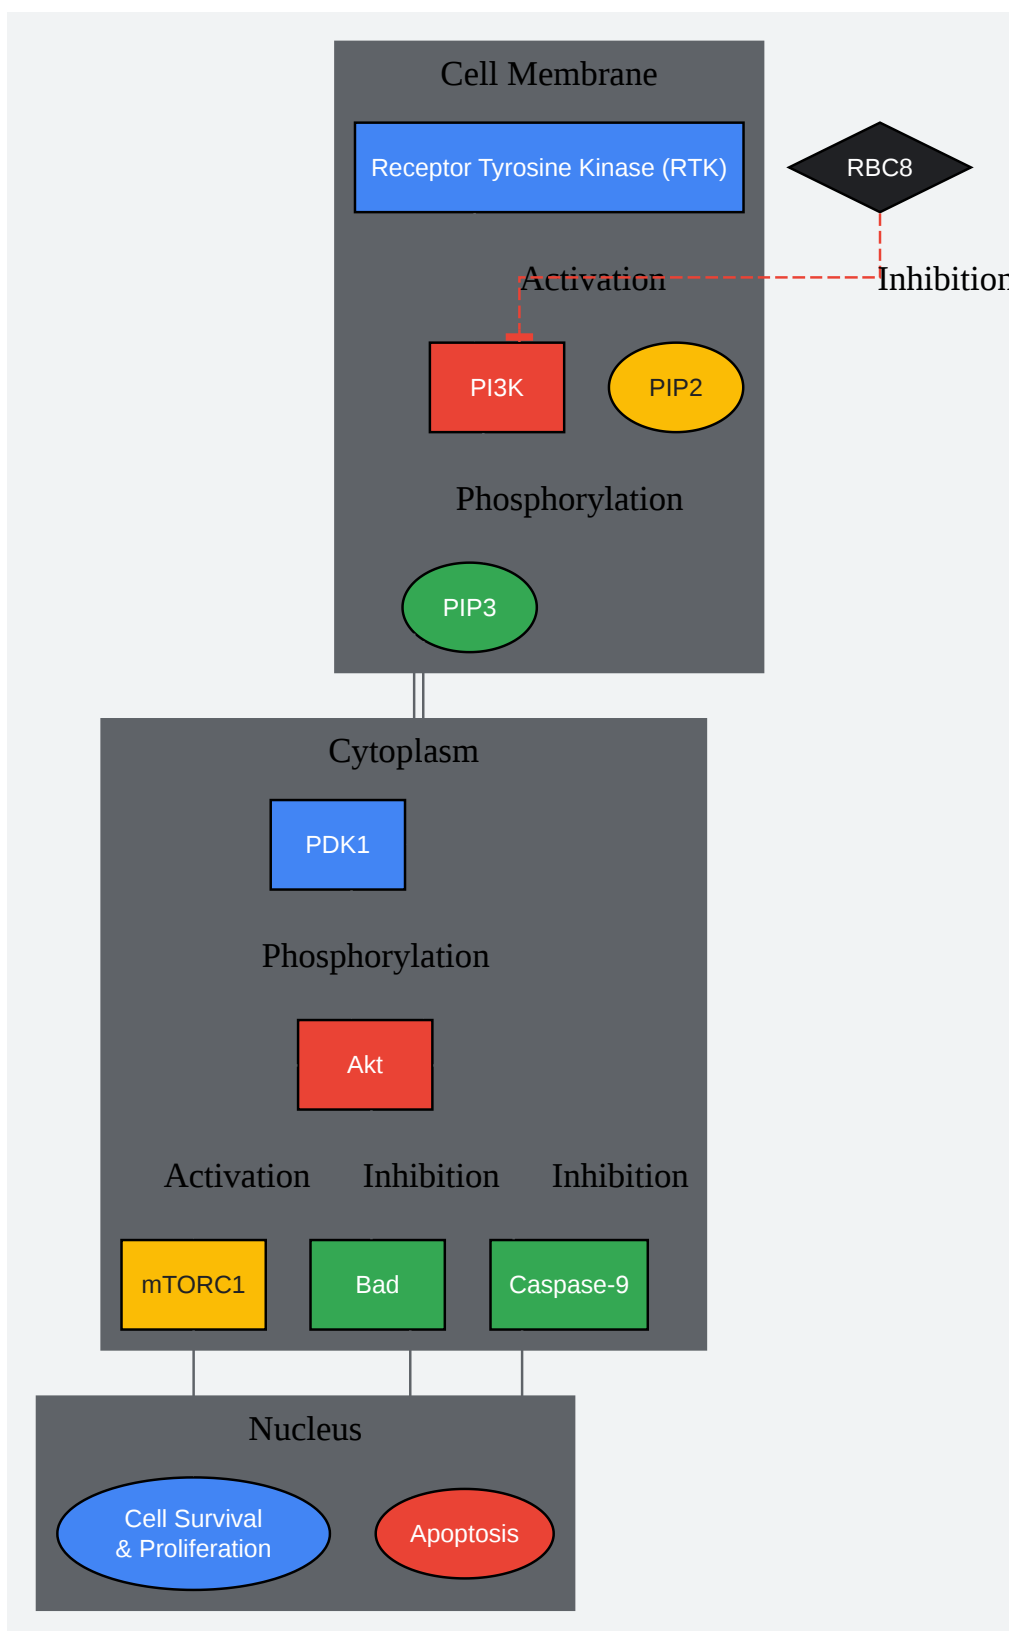 Cell Membrane
Receptor Tyrosine Kinase (RTK)
RBC8
Activation
Inhibition
PI3K
PIP2
Phosphorylation
PIP3
Cytoplasm
PDK1
Phosphorylation
Akt
Activation
Inhibition
Inhibition
mTORC1
Bad
Caspase-9
Nucleus
Cell Survival
& Proliferation
Apoptosis